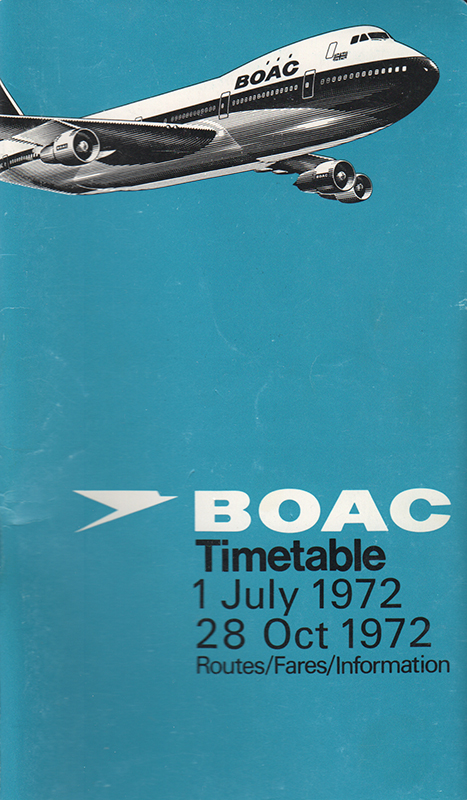 BOAC
BOAC
Timetable
1 July 1972
28 Oct 1972
Routes/Fares/Information